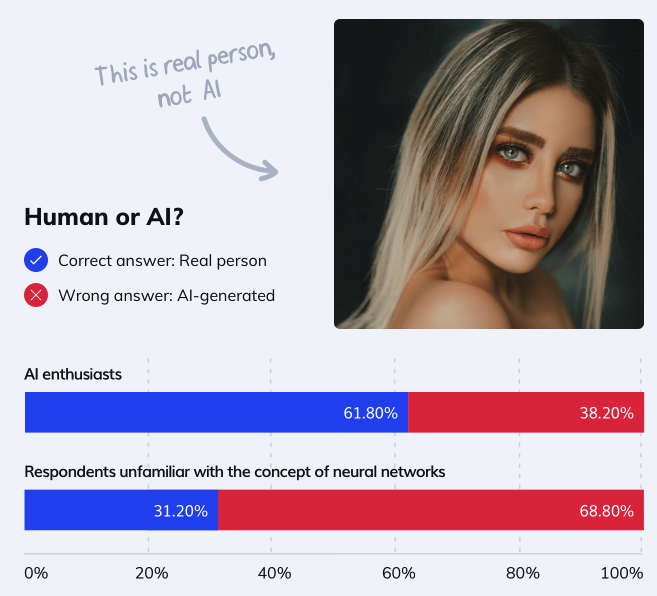 This is real person,
not AI
Human or AI?
Correct answer: Real person
Wrong answer: AI-generated
AI enthusiasts
61.80% 38.20%
Respondents unfamiliar with the concept of neural networks
31.20% 68.80%
0% 20% 40% 60% 80% 100%